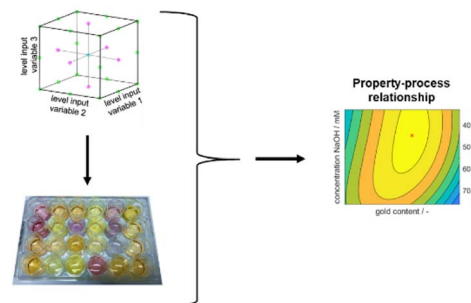 level input
variable 3
level input
variable 2
level input
variable 1
Property-process
relationship
concentration NaOH / mM
40
50
60
70
gold content / -